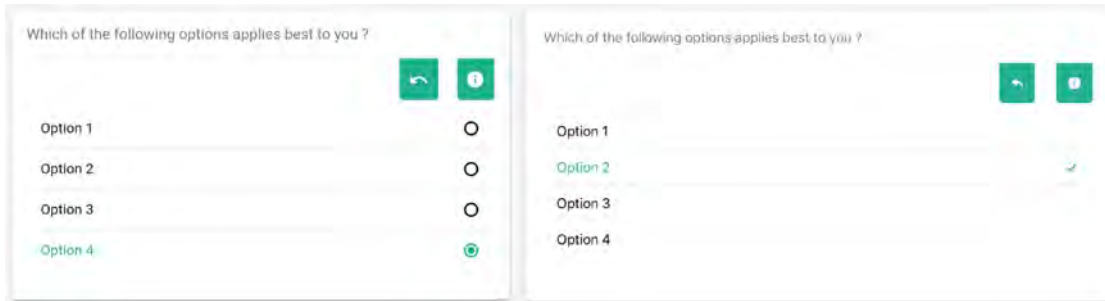 Which of the following options applies best to you ?
Option 1
Option 2
Option 3
Option 4
Which of the following options applies best to you ?
Option 1
Option 2
Option 3
Option 4